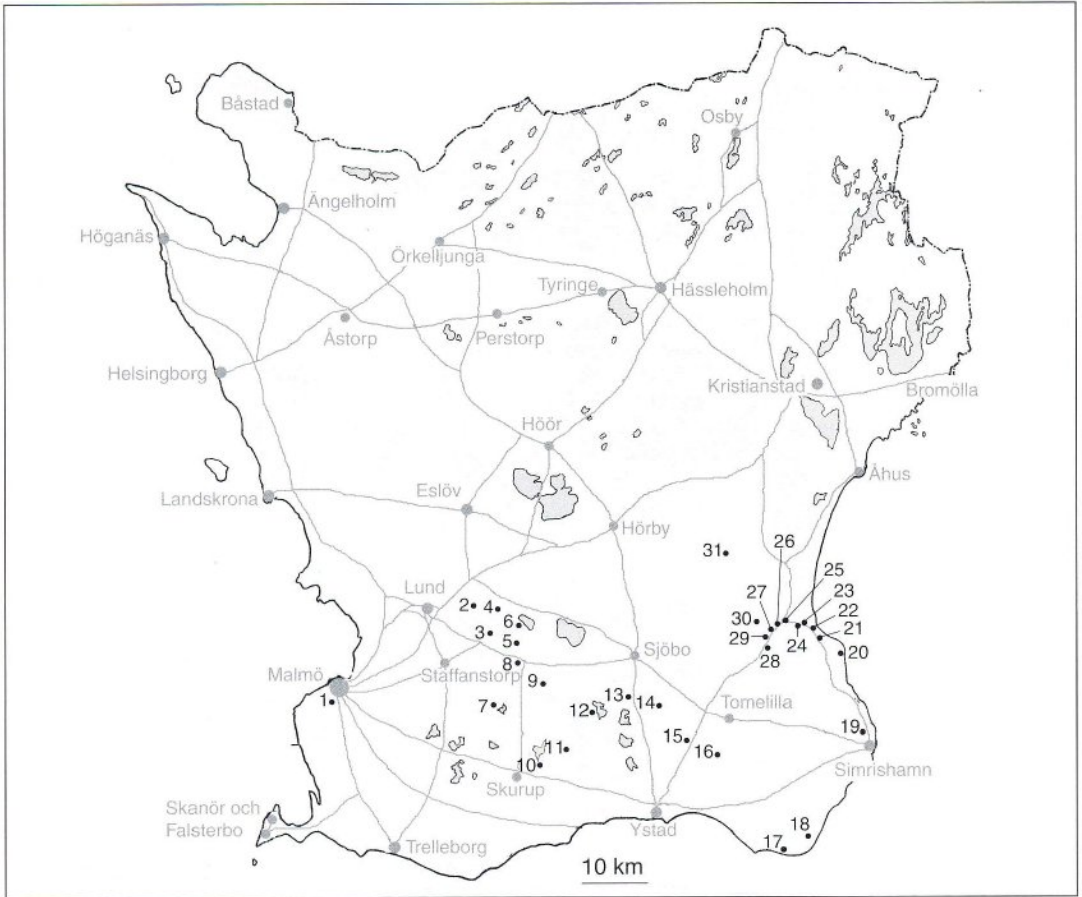 Båstad
Osby
Ängelholm
Höganäs
Örkelljunga
Tyringe
Hässleholm
Åstorp
Perstorp
Helsingborg
Kristianstad
Bromölla
Höör
Åhus
Landskrona
Eslöv
Hörby
26
31
25
Lund
27
23
2
4
22
30
6
21
3
29
24
5
20
28
Sjöbo
8
Staffanstorp
Malmö
9
13
14
1
7
12
Tomelilla
19
15
11
16
10
Simrishamn
Skurup
Skanör och
Falsterbo
Ystad
18
17
Trelleborg
10 km